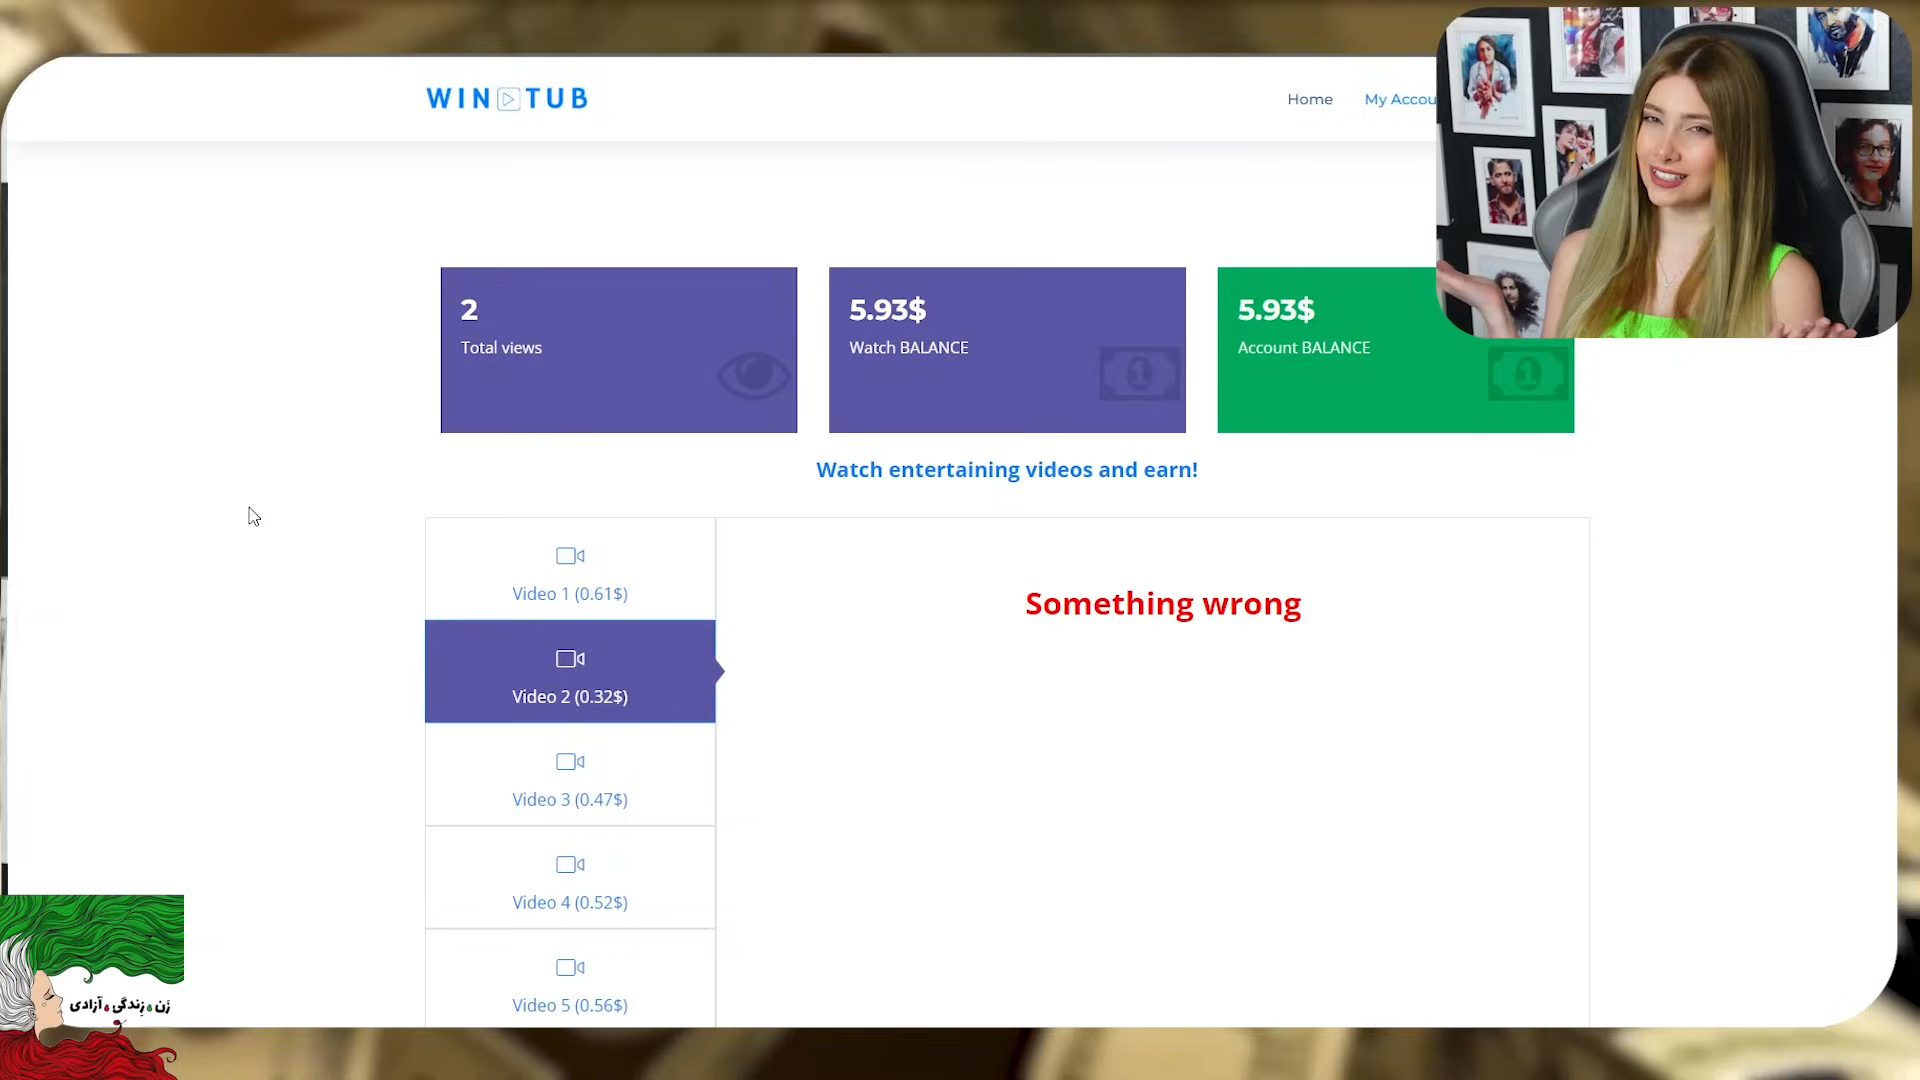 WIN TUB
Home
My Accou
2
Total views
5.93$
Watch BALANCE
5.93$
Account BALANCE
Watch entertaining videos and earn!
Video 1 (0.61$)
Video 2 (0.32$)
Video 3 (0.47$)
Video 4 (0.52$)
Video 5 (0.56$)
Something wrong
زن، زندگی، آزادی